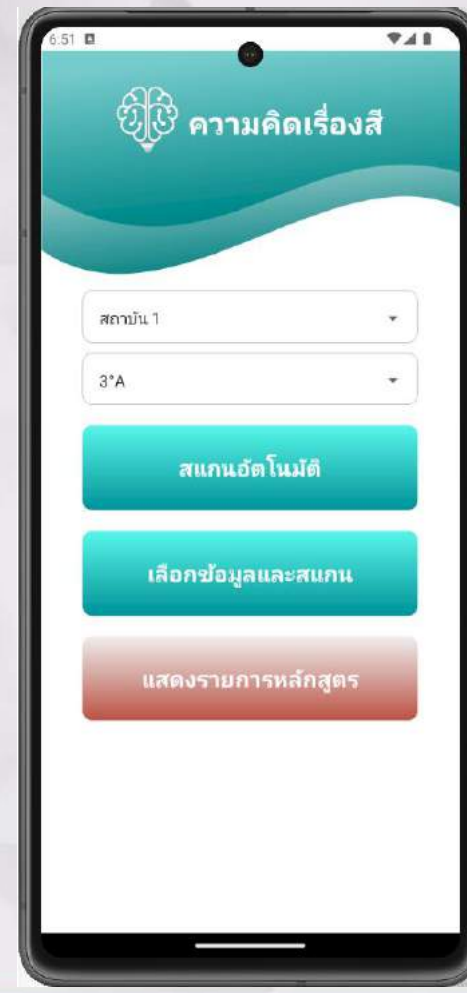 6:51
ความคิดเรื่องสี
สถาบัน 1
3°A
สแกนอัตโนมัติ
เลือกข้อมูลและสแกน
แสดงรายการหลักสูตร